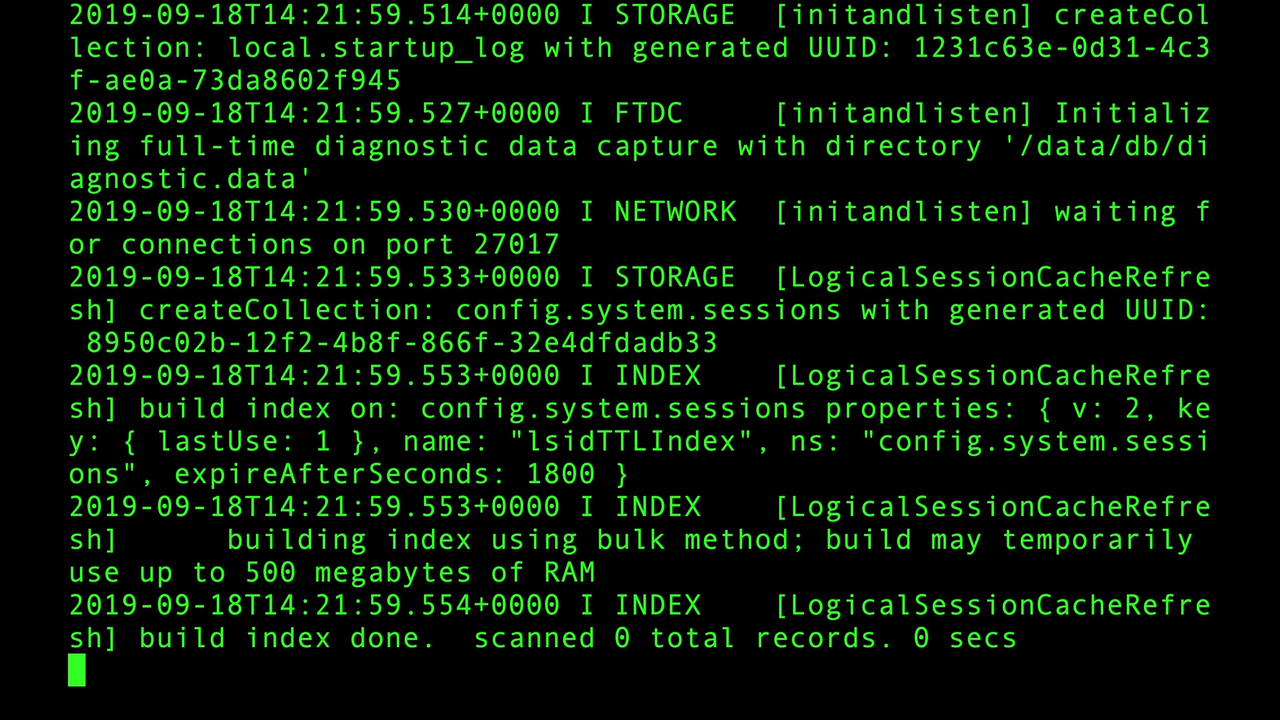 2019-09-18T14:21:59.514+0000 I STORAGE  [initandlisten] createCol
lection: local.startup_log with generated UUID: 1231c63e-0d31-4c3
f-ae0a-73da8602f945
2019-09-18T14:21:59.527+0000 I FTDC     [initandlisten] Initializ
ing full-time diagnostic data capture with directory '/data/db/di
agnostic.data'
2019-09-18T14:21:59.530+0000 I NETWORK  [initandlisten] waiting f
or connections on port 27017
2019-09-18T14:21:59.533+0000 I STORAGE  [LogicalSessionCacheRefre
sh] createCollection: config.system.sessions with generated UUID:
 8950c02b-12f2-4b8f-866f-32e4dfdadb33
2019-09-18T14:21:59.553+0000 I INDEX    [LogicalSessionCacheRefre
sh] build index on: config.system.sessions properties: { v: 2, ke
y: { lastUse: 1 }, name: "lsidTTLIndex", ns: "config.system.sessi
ons", expireAfterSeconds: 1800 }
2019-09-18T14:21:59.553+0000 I INDEX    [LogicalSessionCacheRefre
sh]      building index using bulk method; build may temporarily
use up to 500 megabytes of RAM
2019-09-18T14:21:59.554+0000 I INDEX    [LogicalSessionCacheRefre
sh] build index done.  scanned 0 total records. 0 secs